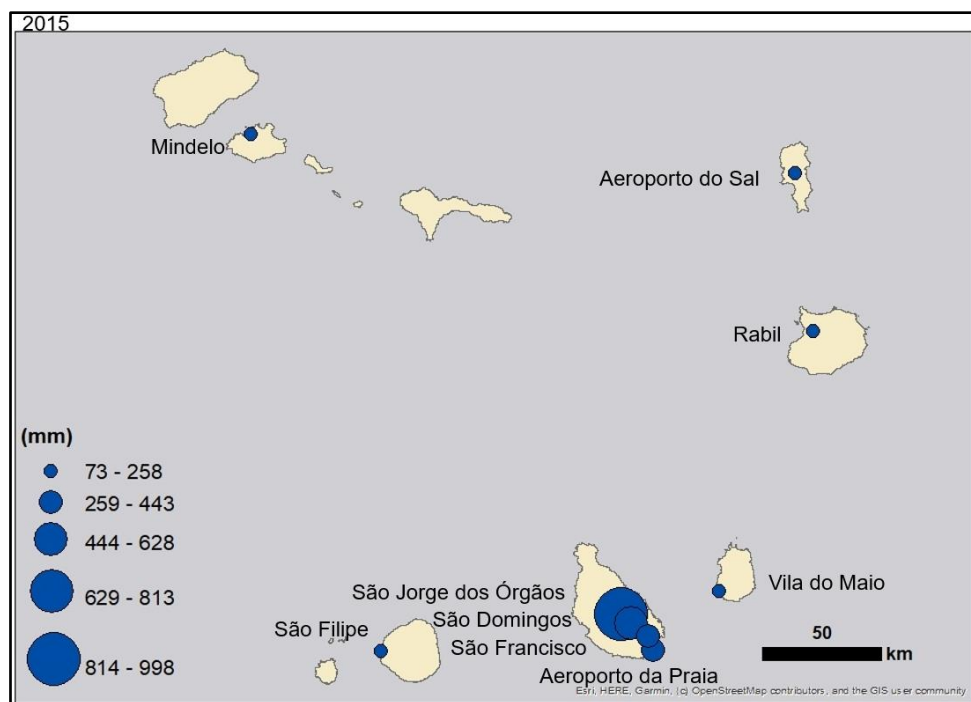 2015
Mindelo
Aeroporto do Sal
Rabil
(mm)
73 - 258
259 - 443
444 - 628
629 - 813
814 - 998
São Jorge dos Órgãos
São Domingos
São Francisco
Aeroporto da Praia
São Filipe
Vila do Maio
50
km
Esri, HERE, Garmin, (c) OpenStreetMap contributors, and the GIS user community